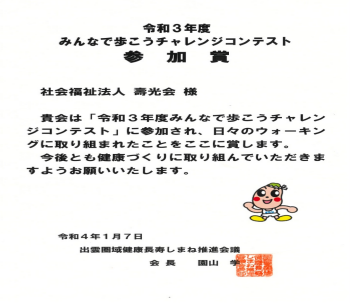 令和３年度
みんなで歩こうチャレンジコンテスト
参加賞
社会福祉法人 壽光会 様
貴会は「令和３年度みんなで歩こうチャレン
ジコンテスト」に参加され、日々のウォーキン
グに取り組まれたことをここに賞します。
今後とも健康づくりに取り組んでいただきま
すようお願いいたします。
令和４年１月７日
出雲圏域健康長寿しまね推進会議
会長 園山 学